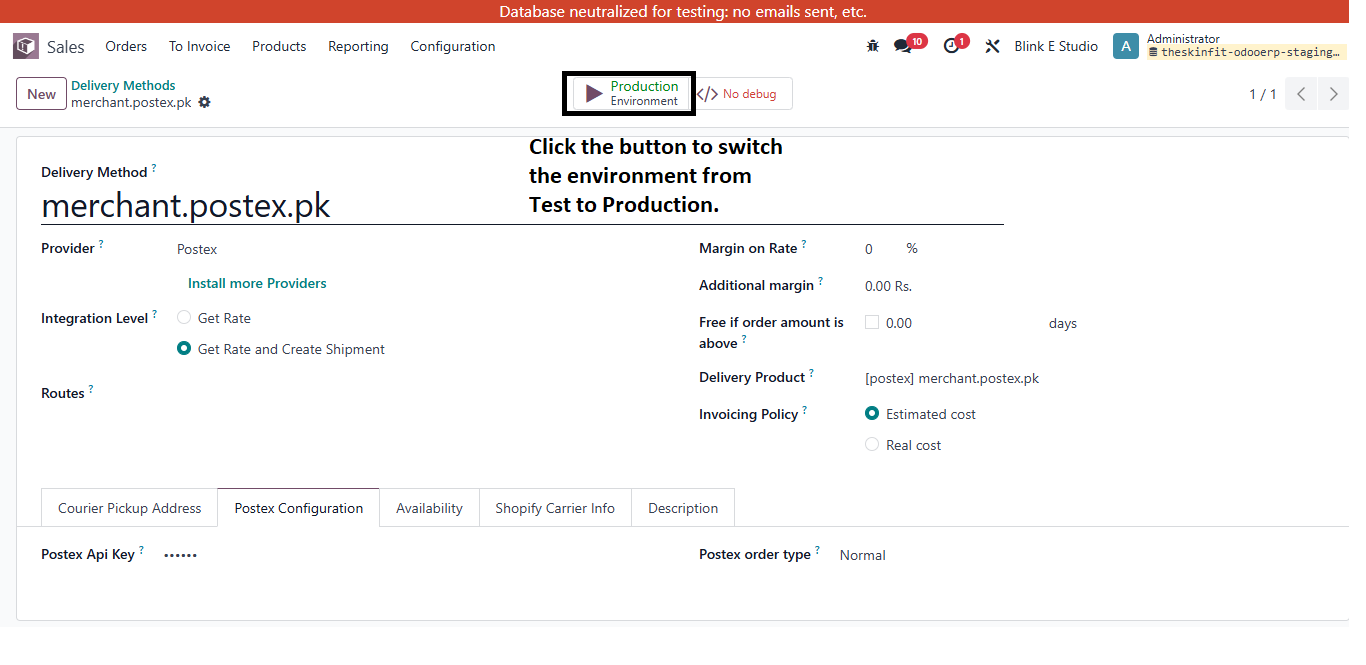 Database neutralized for testing: no emails sent, etc.
Sales Orders To Invoice Products Reporting Configuration 10 1 Blink E Studio A Administrator
theskinfit-odooerp-staging...
New Delivery Methods
merchant.postex.pk
Production
Environment
</> No debug
1 / 1
Click the button to switch
the environment from
Test to Production.
Delivery Method ?
merchant.postex.pk
Provider ? Postex
Install more Providers
Integration Level ? Get Rate
Get Rate and Create Shipment
Routes ?
Margin on Rate ? 0 %
Additional margin ? 0.00 Rs.
Free if order amount is
above ? 0.00 days
Delivery Product ? [postex] merchant.postex.pk
Invoicing Policy ? Estimated cost
Real cost
Courier Pickup Address Postex Configuration Availability Shopify Carrier Info Description
Postex Api Key ? ••••••
Postex order type ? Normal